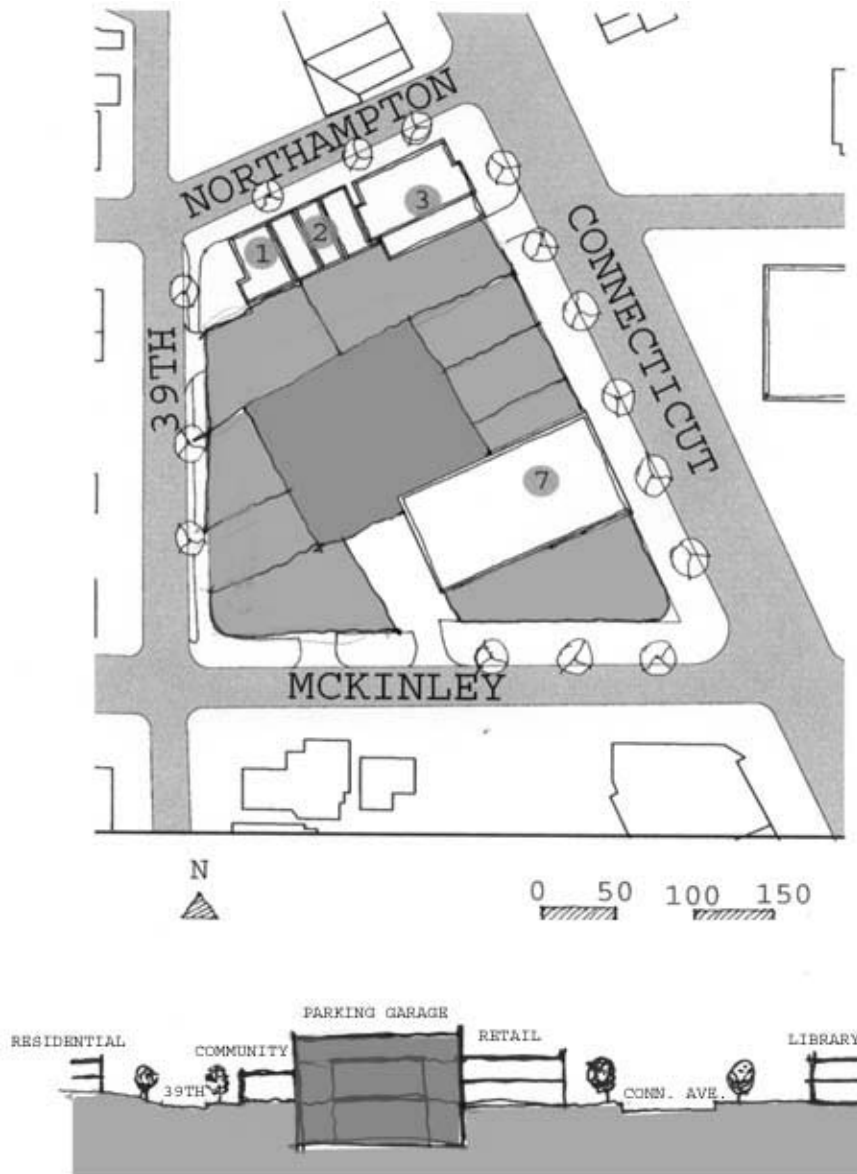 NORTHAMPTON
3
2
1
CONNECTICUT
39TH
7
MCKINLEY
N
0 50 100 150
PARKING GARAGE
RESIDENTIAL
COMMUNITY
RETAIL
LIBRARY
39TH
CONN. AVE.